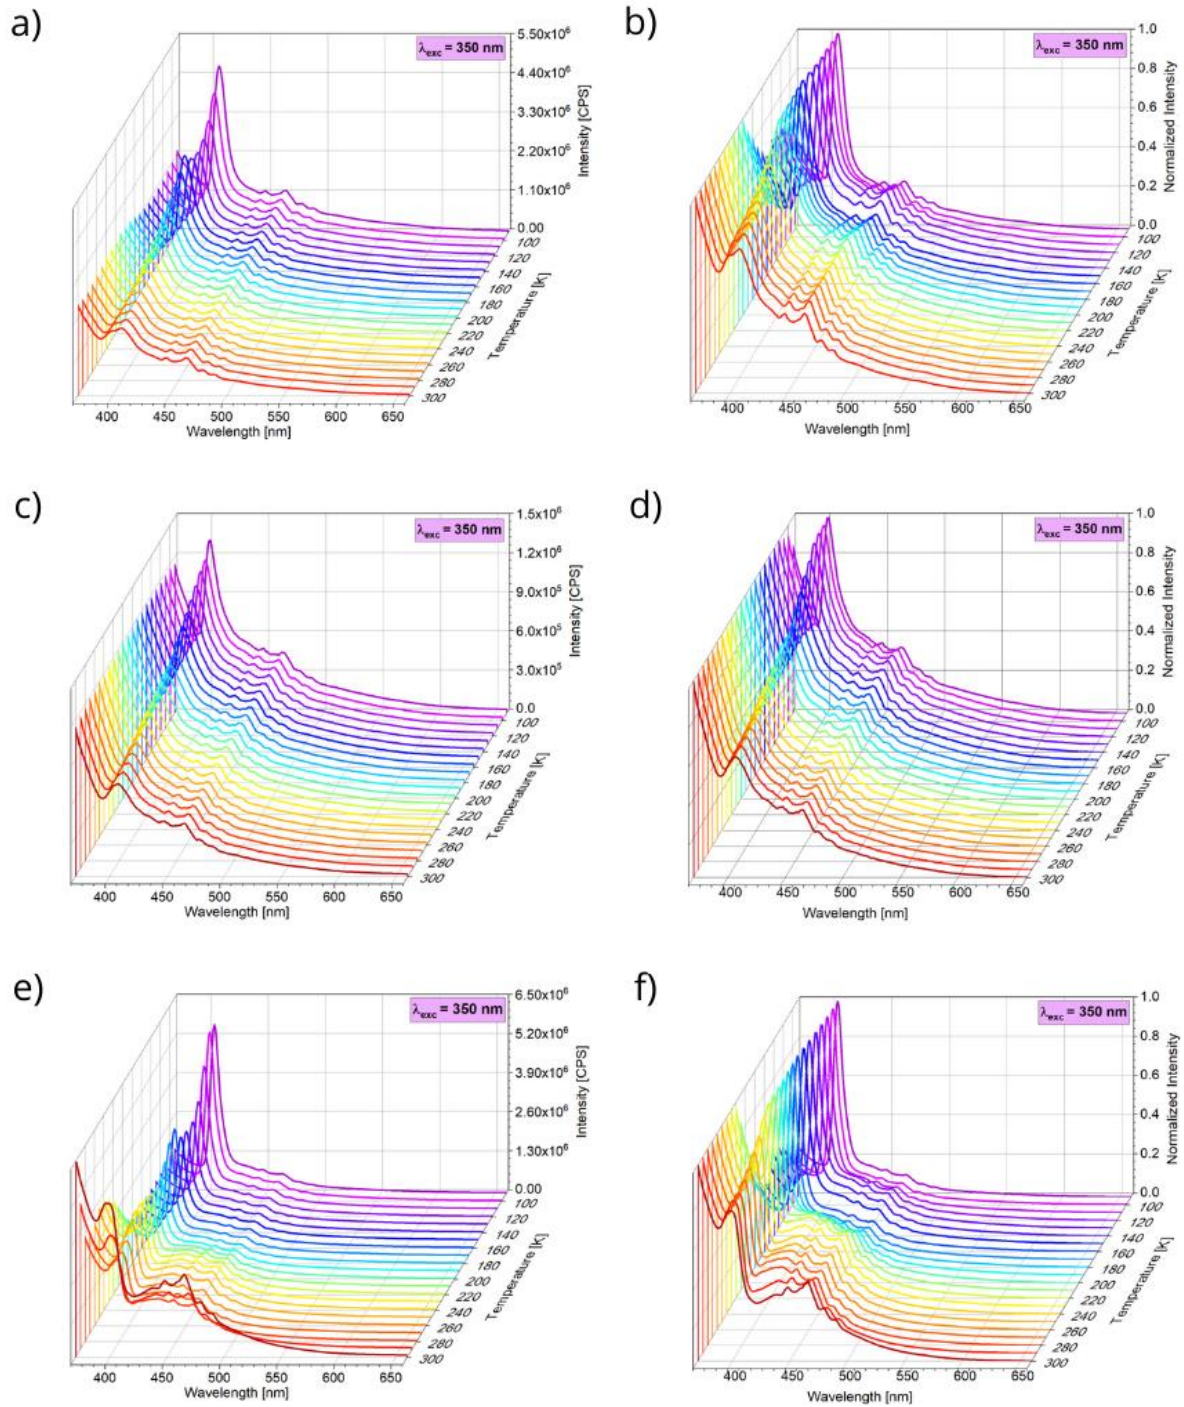 a)
λexc = 350 nm
5.50x10⁶
4.40x10⁶
3.30x10⁶
2.20x10⁶
1.10x10⁶
0.00
Intensity [CPS]
100
120
140
160
180
200
220
240
260
280
300
Temperature [K]
400 450 500 550 600 650
Wavelength [nm]
b)
λexc = 350 nm
1.0
0.8
0.6
0.4
0.2
0.0
Normalized Intensity
100
120
140
160
180
200
220
240
260
280
300
Temperature [K]
400 450 500 550 600 650
Wavelength [nm]
c)
λexc = 350 nm
1.5x10⁶
1.2x10⁶
9.0x10⁵
6.0x10⁵
3.0x10⁵
0.0
Intensity [CPS]
100
120
140
160
180
200
220
240
260
280
300
Temperature [K]
400 450 500 550 600 650
Wavelength [nm]
d)
λexc = 350 nm
1.0
0.8
0.6
0.4
0.2
0.0
Normalized Intensity
100
120
140
160
180
200
220
240
260
280
300
Temperature [K]
400 450 500 550 600 650
Wavelength [nm]
e)
λexc = 350 nm
6.50x10⁶
5.20x10⁶
3.90x10⁶
2.60x10⁶
1.30x10⁶
0.00
Intensity [CPS]
100
120
140
160
180
200
220
240
260
280
300
Temperature [K]
400 450 500 550 600 650
Wavelength [nm]
f)
λexc = 350 nm
1.0
0.8
0.6
0.4
0.2
0.0
Normalized Intensity
100
120
140
160
180
200
220
240
260
280
300
Temperature [K]
400 450 500 550 600 650
Wavelength [nm]